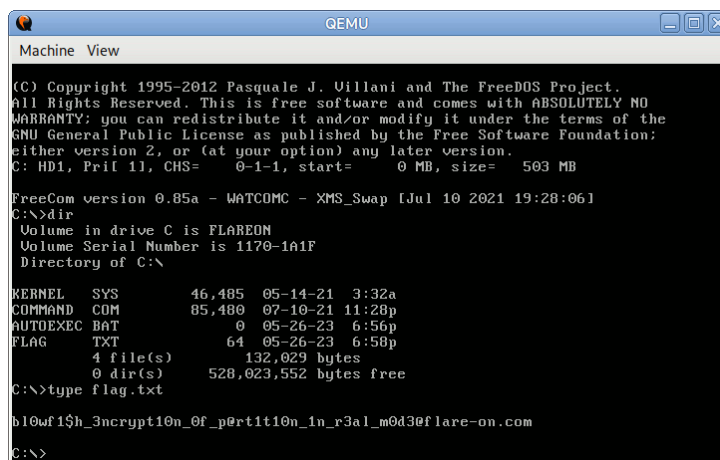 QEMU
Machine View
(C) Copyright 1995-2012 Pasquale J. Villani and The FreeDOS Project.
All Rights Reserved. This is free software and comes with ABSOLUTELY NO
WARRANTY; you can redistribute it and/or modify it under the terms of the
GNU General Public License as published by the Free Software Foundation;
either version 2, or (at your option) any later version.
C: HD1, Pri[ 1], CHS=    0-1-1, start=     0 MB, size=   503 MB
FreeCom version 0.85a - WATCOMC - XMS_Swap [Jul 10 2021 19:28:06]
C:\>dir
 Volume in drive C is FLAREON
 Volume Serial Number is 1170-1A1F
 Directory of C:\
KERNEL   SYS        46,485  05-14-21  3:32a
COMMAND  COM        85,480  07-10-21 11:28p
AUTOEXEC BAT             0  05-26-23  6:56p
FLAG     TXT            64  05-26-23  6:58p
         4 file(s)        132,029 bytes
         0 dir(s)     528,023,552 bytes free
C:\>type flag.txt
bl0wf1$h_3ncrypt10n_0f_p@rt1t10n_1n_r3al_m0d3@flare-on.com
C:\>